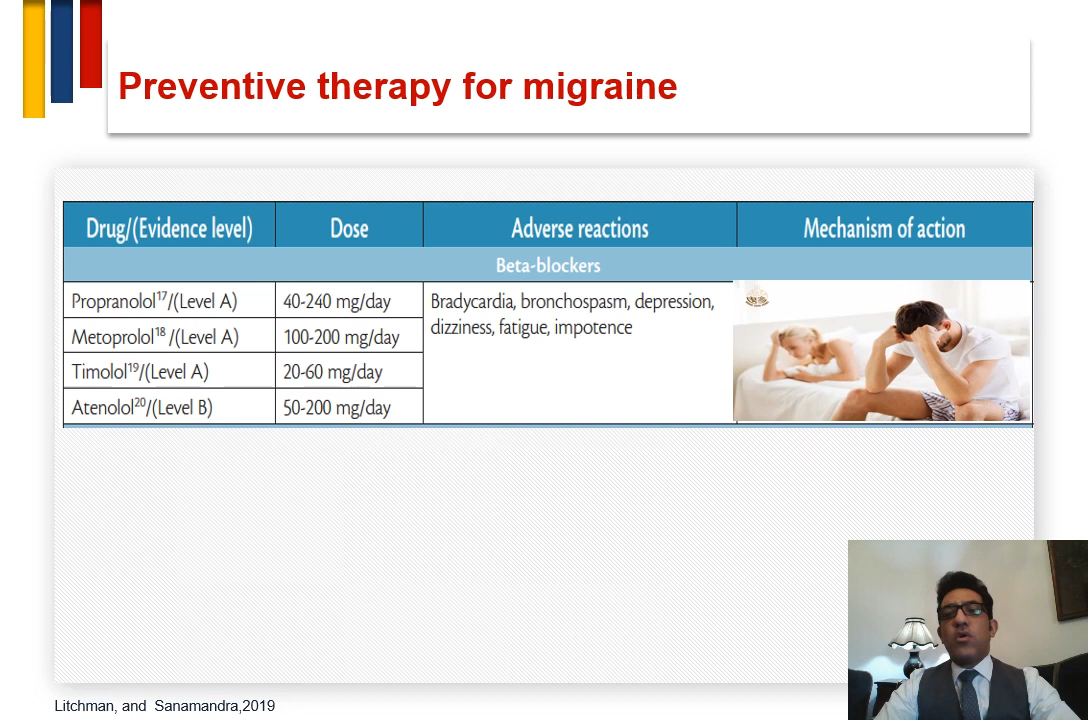 Preventive therapy for migraine
Drug/(Evidence level) Dose Adverse reactions Mechanism of action
Beta-blockers
Propranolol17/(Level A) 40-240 mg/day Bradycardia, bronchospasm, depression,
dizziness, fatigue, impotence
Metoprolol18 /(Level A) 100-200 mg/day
Timolol19/(Level A) 20-60 mg/day
Atenolol20/(Level B) 50-200 mg/day
Litchman, and Sanamandra,2019